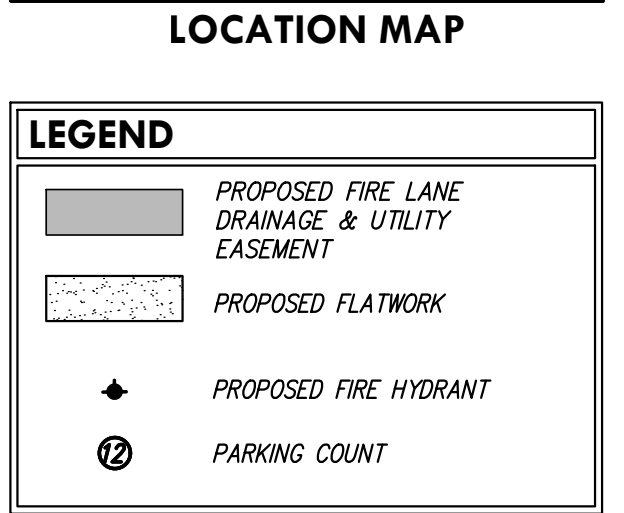 LOCATION MAP
LEGEND
PROPOSED FIRE LANE
DRAINAGE & UTILITY
EASEMENT
PROPOSED FLATWORK
PROPOSED FIRE HYDRANT
12 PARKING COUNT